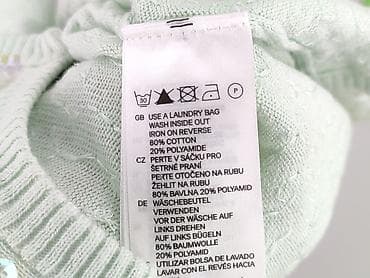 30 P
GB USE A LAUNDRY BAG
WASH INSIDE OUT
IRON ON REVERSE
80% COTTON
20% POLYAMIDE
CZ PERTE V SÁČKU PRO
ŠETRNÉ PRANÍ
PERTE OTOČENO NA RUBU
ŽEHLIT NA RUBU
80% BAVLNA 20% POLYAMID
DE WÄSCHEBEUTEL
VERWENDEN
VOR DER WÄSCHE AUF
LINKS DREHEN
AUF LINKS BÜGELN
80% BAUMWOLLE
20% POLYAMID
UTILIZAR BOLSA DE LAVADO
LAVAR CON EL REVÉS HACIA